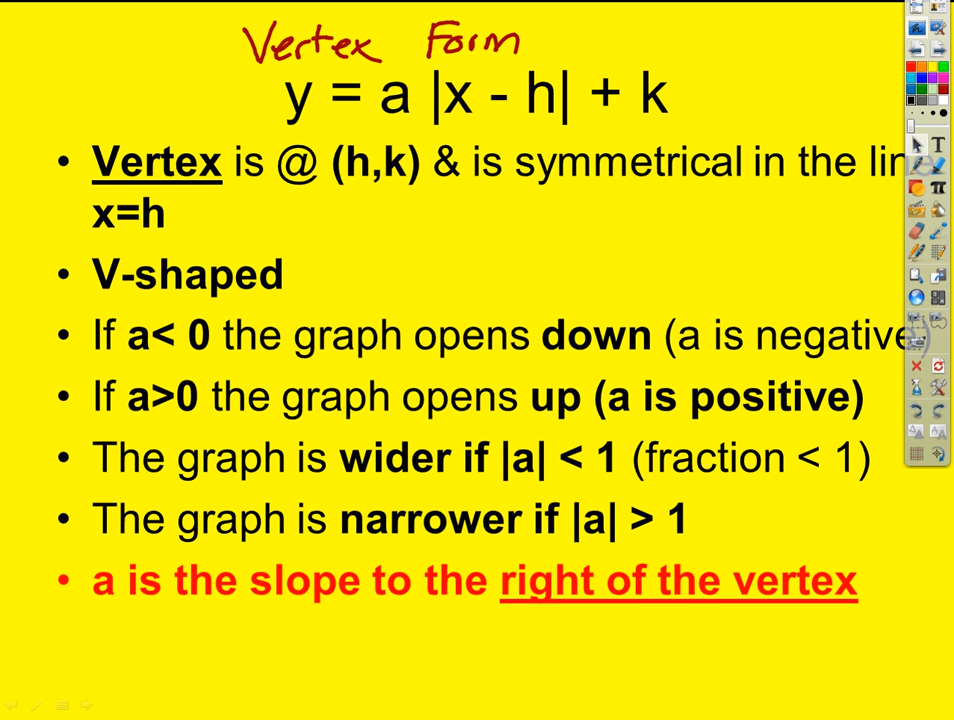 Vertex Form
y = a |x - h| + k
• Vertex is @ (h,k) & is symmetrical in the line
x=h
• V-shaped
• If a< 0 the graph opens down (a is negative)
• If a>0 the graph opens up (a is positive)
• The graph is wider if |a| < 1 (fraction < 1)
• The graph is narrower if |a| > 1
• a is the slope to the right of the vertex